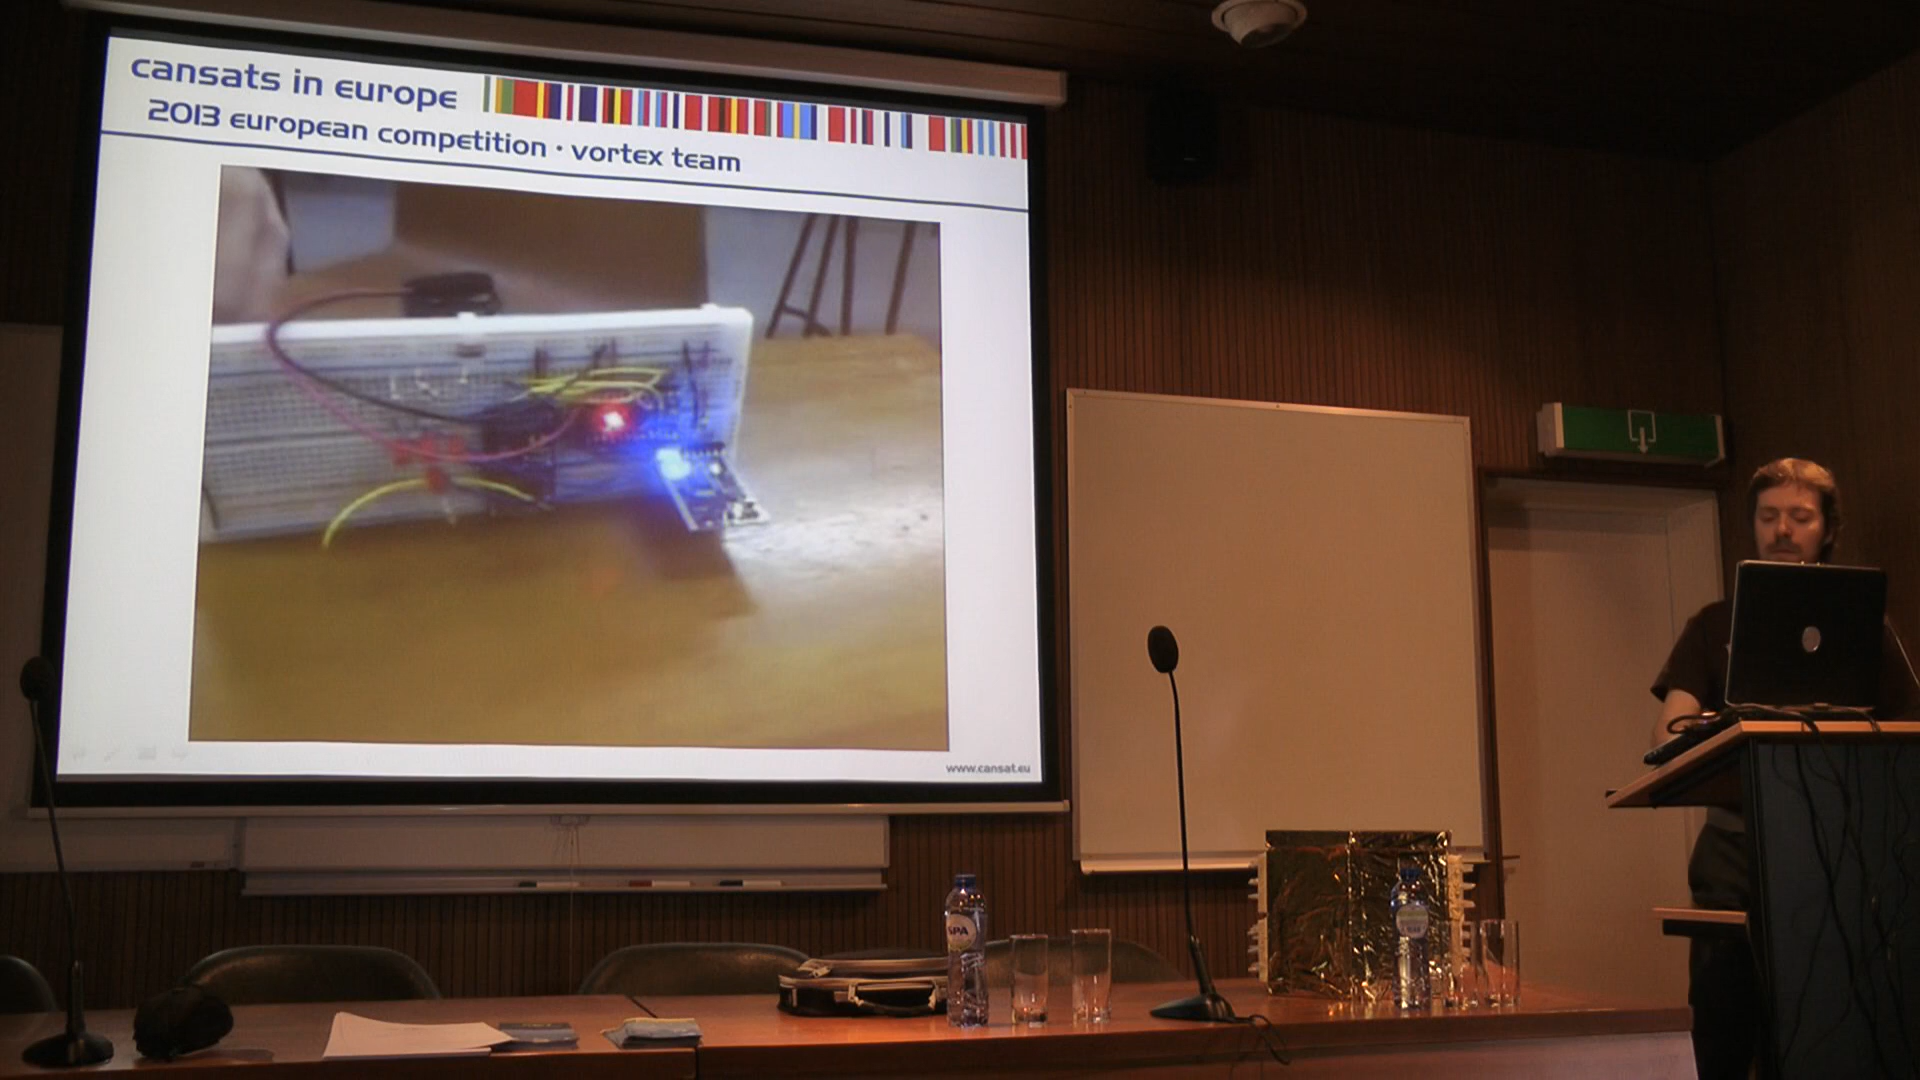 cansats in europe
2013 european competition • vortex team
www.cansat.eu
SPA